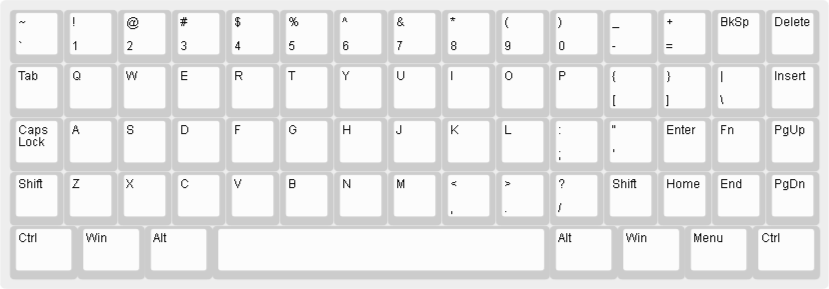 ~ ! @ # $ % ^ & * ( ) _ + BkSp Delete
` 1 2 3 4 5 6 7 8 9 0 - =
Tab Q W E R T Y U I O P { } | Insert
[ ] \
Caps A S D F G H J K L : " Enter Fn PgUp
Lock
; '
Shift Z X C V B N M < > ? Shift Home End PgDn
, . /
Ctrl Win Alt Alt Win Menu Ctrl